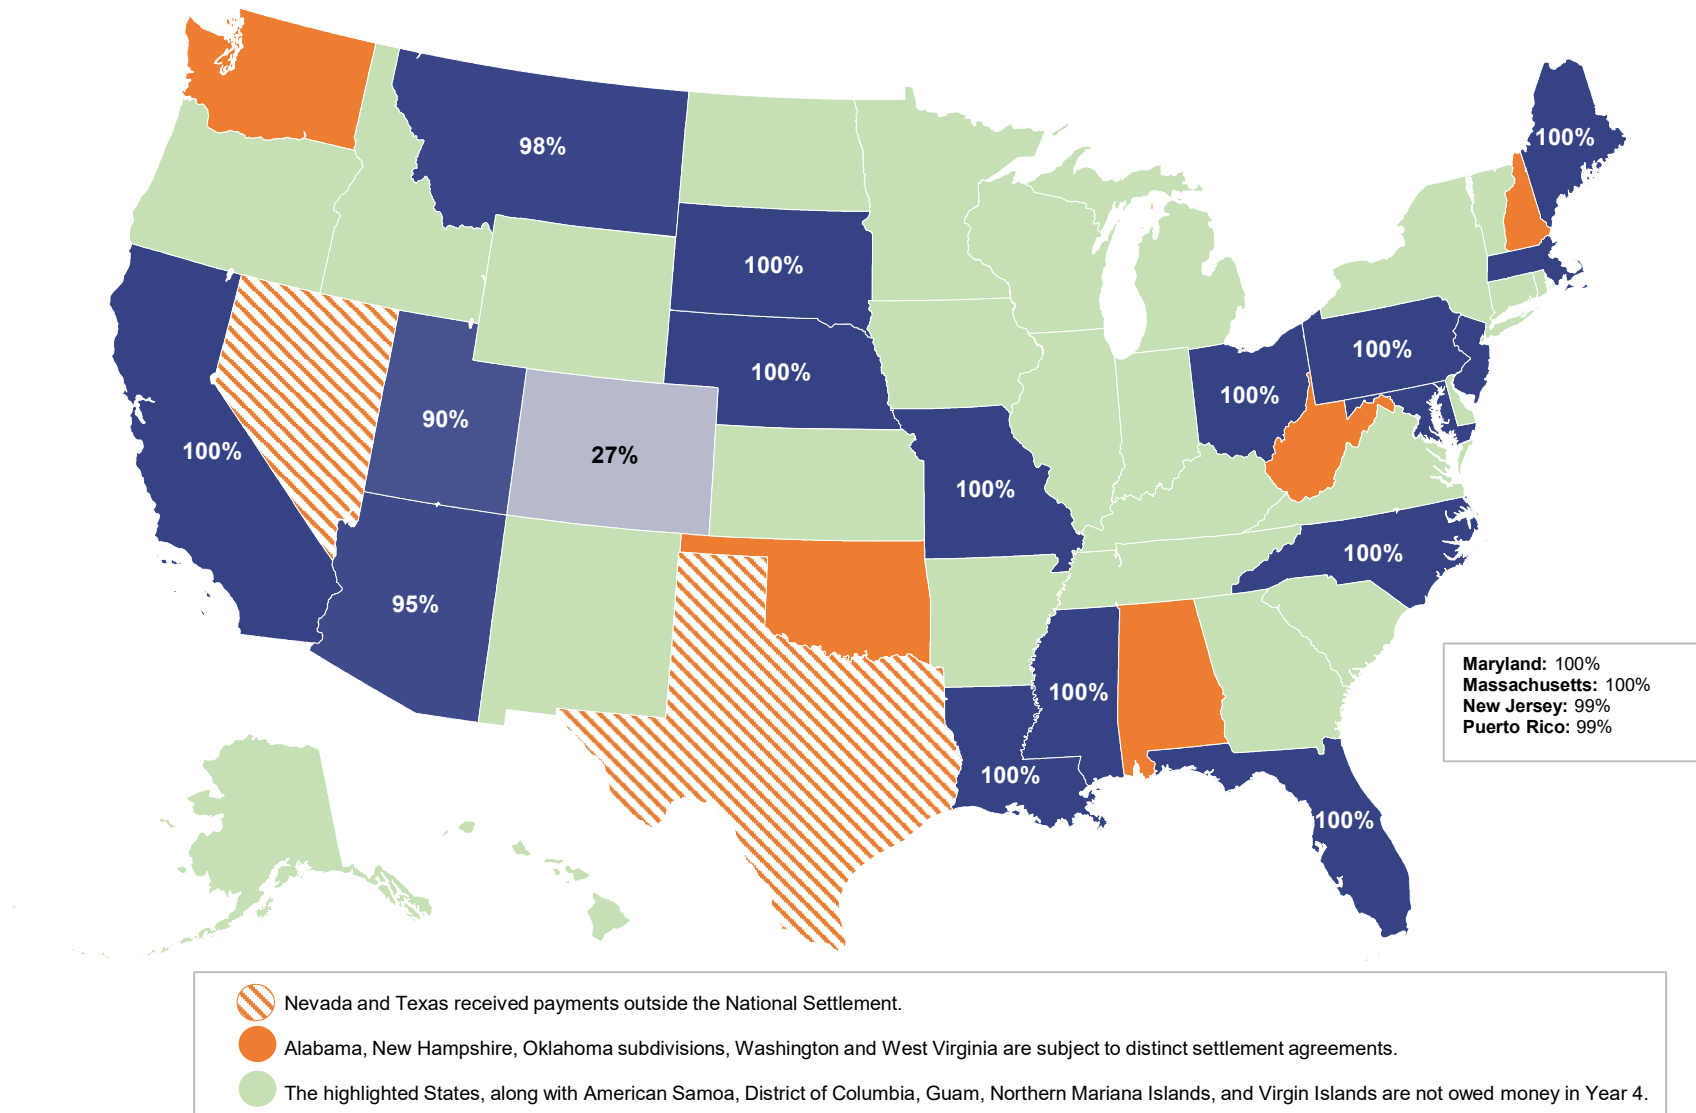 100%
98%
100%
100%
100%
100%
90%
100%
27%
100%
100%
95%
100%
100%
100%
100%
Maryland: 100%
Massachusetts: 100%
New Jersey: 99%
Puerto Rico: 99%
Nevada and Texas received payments outside the National Settlement.
Alabama, New Hampshire, Oklahoma subdivisions, Washington and West Virginia are subject to distinct settlement agreements.
The highlighted States, along with American Samoa, District of Columbia, Guam, Northern Mariana Islands, and Virgin Islands are not owed money in Year 4.